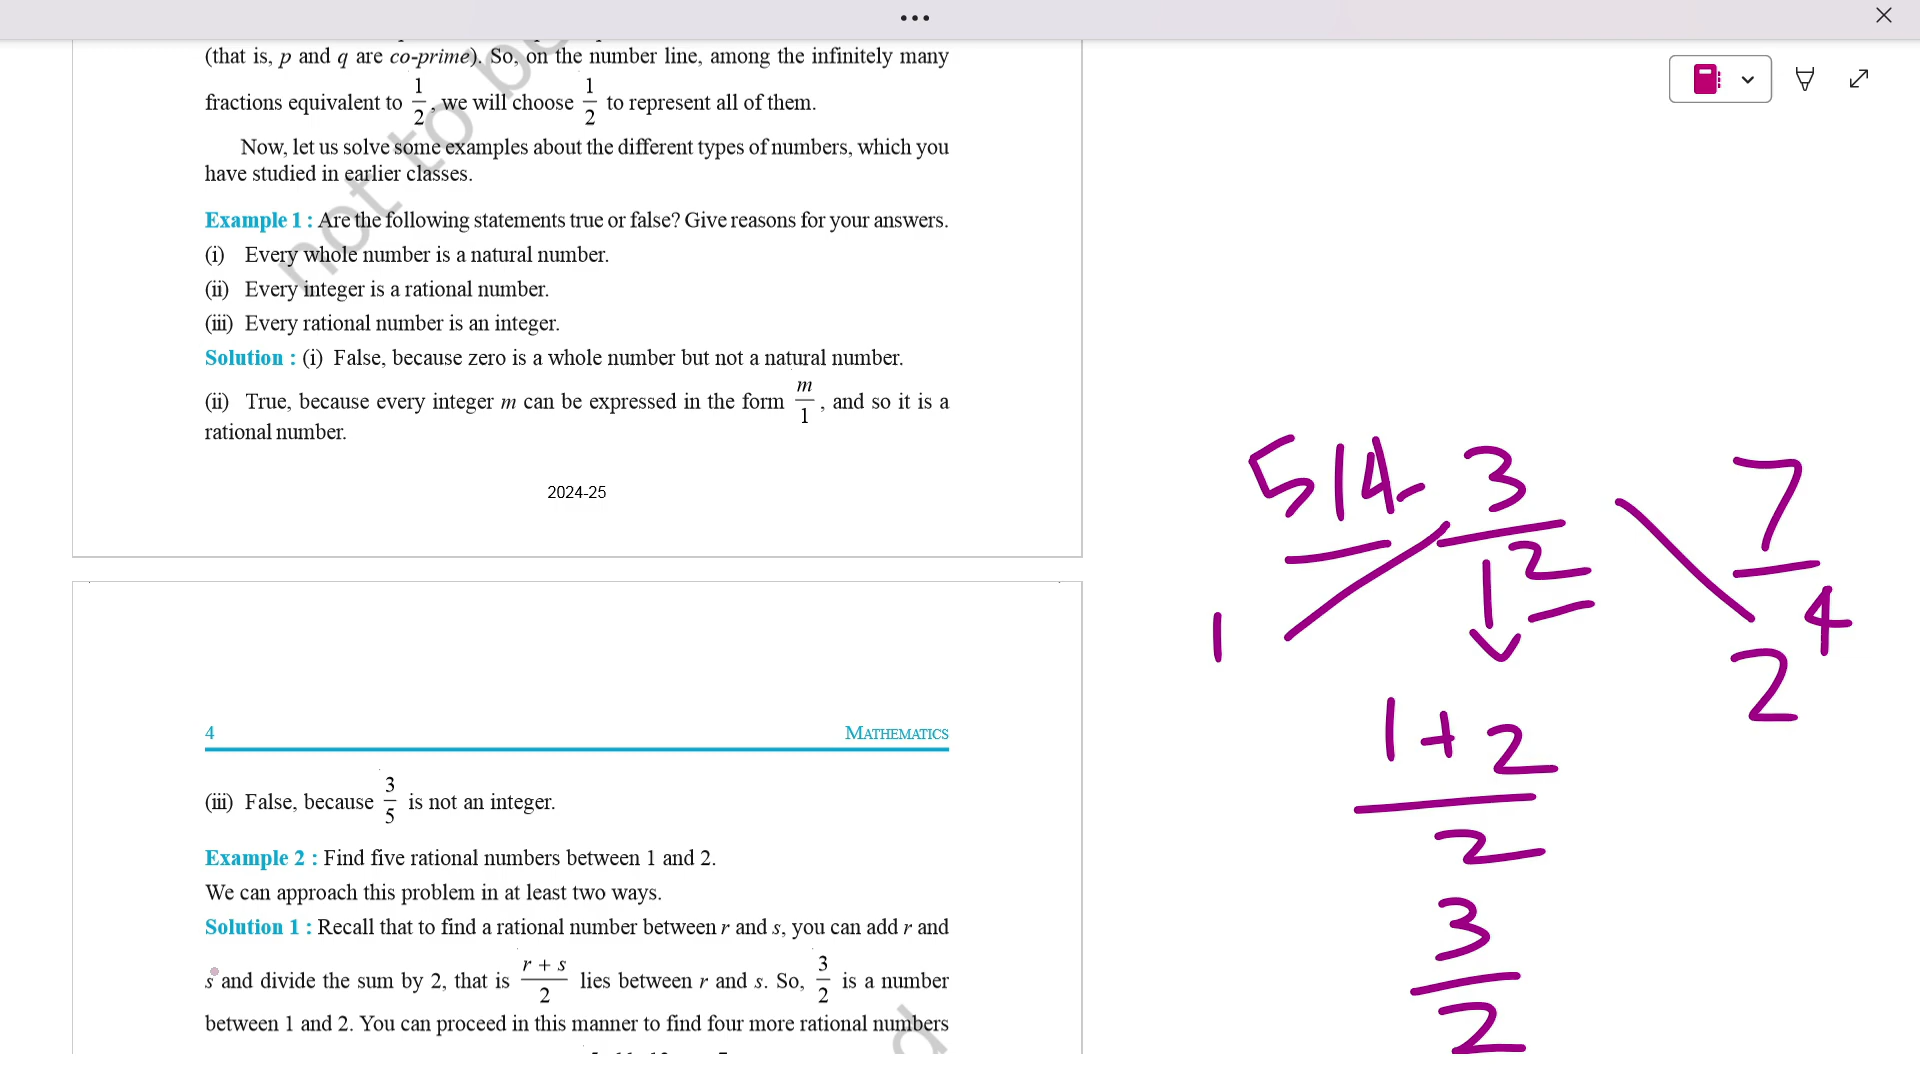 (that is, p and q are co-prime). So, on the number line, among the infinitely many
fractions equivalent to 1/2, we will choose 1/2 to represent all of them.
Now, let us solve some examples about the different types of numbers, which you
have studied in earlier classes.
Example 1 : Are the following statements true or false? Give reasons for your answers.
(i) Every whole number is a natural number.
(ii) Every integer is a rational number.
(iii) Every rational number is an integer.
Solution : (i) False, because zero is a whole number but not a natural number.
(ii) True, because every integer m can be expressed in the form m/1, and so it is a
rational number.
2024-25
4 MATHEMATICS
(iii) False, because 3/5 is not an integer.
Example 2 : Find five rational numbers between 1 and 2.
We can approach this problem in at least two ways.
Solution 1 : Recall that to find a rational number between r and s, you can add r and
s and divide the sum by 2, that is (r + s)/2 lies between r and s. So, 3/2 is a number
between 1 and 2. You can proceed in this manner to find four more rational numbers
not to be
d
5/4 3/2 7/4
1 2
1+2
2
3
2